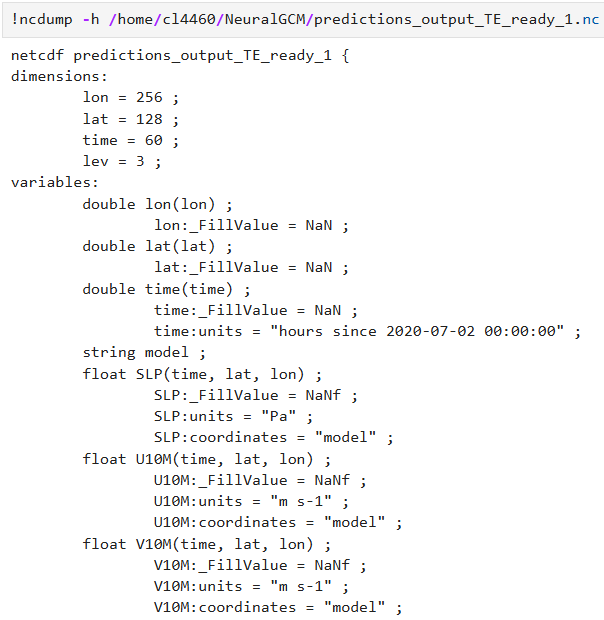 !ncdump -h /home/cl4460/NeuralGCM/predictions_output_TE_ready_1.nc
netcdf predictions_output_TE_ready_1 {
dimensions:
lon = 256 ;
lat = 128 ;
time = 60 ;
lev = 3 ;
variables:
double lon(lon) ;
lon:_FillValue = NaN ;
double lat(lat) ;
lat:_FillValue = NaN ;
double time(time) ;
time:_FillValue = NaN ;
time:units = "hours since 2020-07-02 00:00:00" ;
string model ;
float SLP(time, lat, lon) ;
SLP:_FillValue = NaNf ;
SLP:units = "Pa" ;
SLP:coordinates = "model" ;
float U10M(time, lat, lon) ;
U10M:_FillValue = NaNf ;
U10M:units = "m s-1" ;
U10M:coordinates = "model" ;
float V10M(time, lat, lon) ;
V10M:_FillValue = NaNf ;
V10M:units = "m s-1" ;
V10M:coordinates = "model" ;